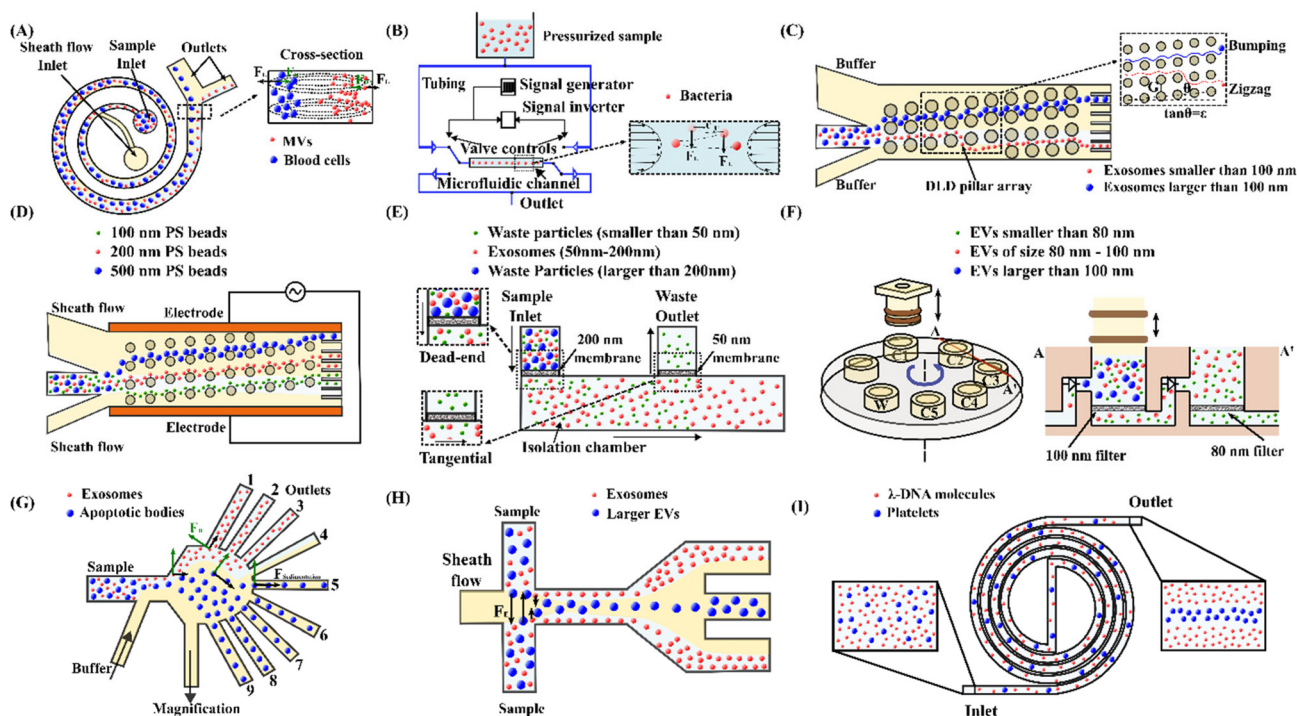 (A)
Sheath flow
Inlet
Sample
Inlet
Outlets
Cross-section
F_L
F_L
MVs
Blood cells
(B)
Pressurized sample
Tubing
Signal generator
Signal inverter
Valve controls
Microfluidic channel
Outlet
Bacteria
F_L
F_L
(C)
Buffer
Buffer
DLD pillar array
Bumping
G
θ
Zigzag
tanθ=ε
Exosomes smaller than 100 nm
Exosomes larger than 100 nm
(D)
100 nm PS beads
200 nm PS beads
500 nm PS beads
Sheath flow
Electrode
Electrode
Sheath flow
(E)
Waste particles (smaller than 50 nm)
Exosomes (50nm-200nm)
Waste Particles (larger than 200nm)
Sample
Inlet
Waste
Outlet
200 nm
membrane
50 nm
membrane
Dead-end
Tangential
Isolation chamber
(F)
EVs smaller than 80 nm
EVs of size 80 nm - 100 nm
EVs larger than 100 nm
A
C1
C2
C3
A'
C4
C5
W
A
A'
100 nm filter
80 nm filter
(G)
Exosomes
Apoptotic bodies
1
2
Outlets
3
4
5
6
7
8
9
Sample
F_Sedimentation
Buffer
Magnification
(H)
Exosomes
Larger EVs
Sample
Sheath
flow
Sample
(I)
λ-DNA molecules
Platelets
Outlet
Inlet